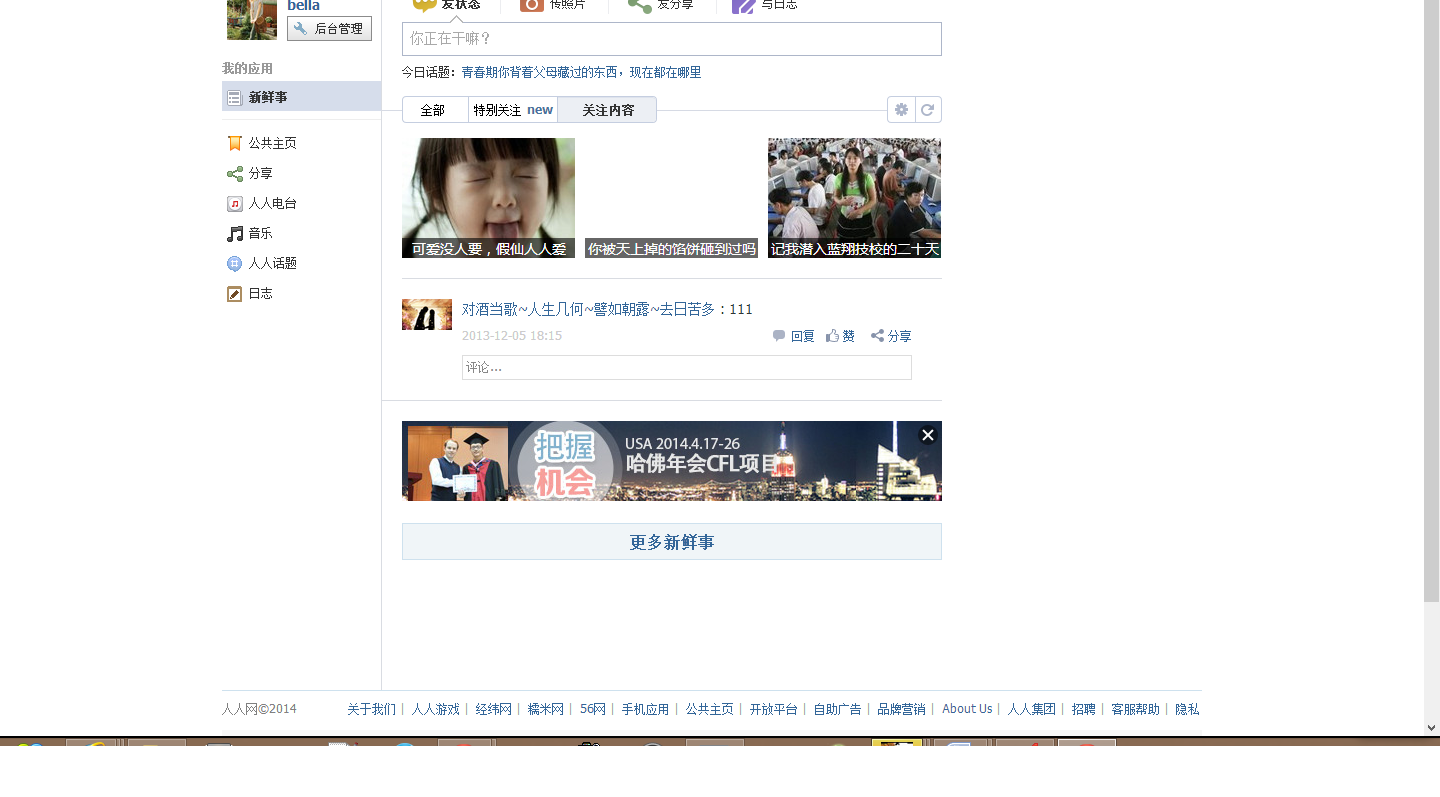 bella
发状态 传照片 发分享 写日志
后台管理
你正在干嘛？
我的应用
今日话题：青春期你背着父母藏过的东西，现在都在哪里
新鲜事
全部 特别关注 new 关注内容
公共主页
分享
人人电台
音乐
人人话题
日志
可爱没人要，假仙人人爱 你被天上掉的馅饼砸到过吗 记我潜入蓝翔技校的二十天
对酒当歌~人生几何~譬如朝露~去日苦多：111
2013-12-05 18:15 回复 赞 分享
评论...
把握
机会
USA 2014.4.17-26
哈佛年会CFL项目
更多新鲜事
人人网©2014 关于我们 | 人人游戏 | 经纬网 | 糯米网 | 56网 | 手机应用 | 公共主页 | 开放平台 | 自助广告 | 品牌营销 | About Us | 人人集团 | 招聘 | 客服帮助 | 隐私